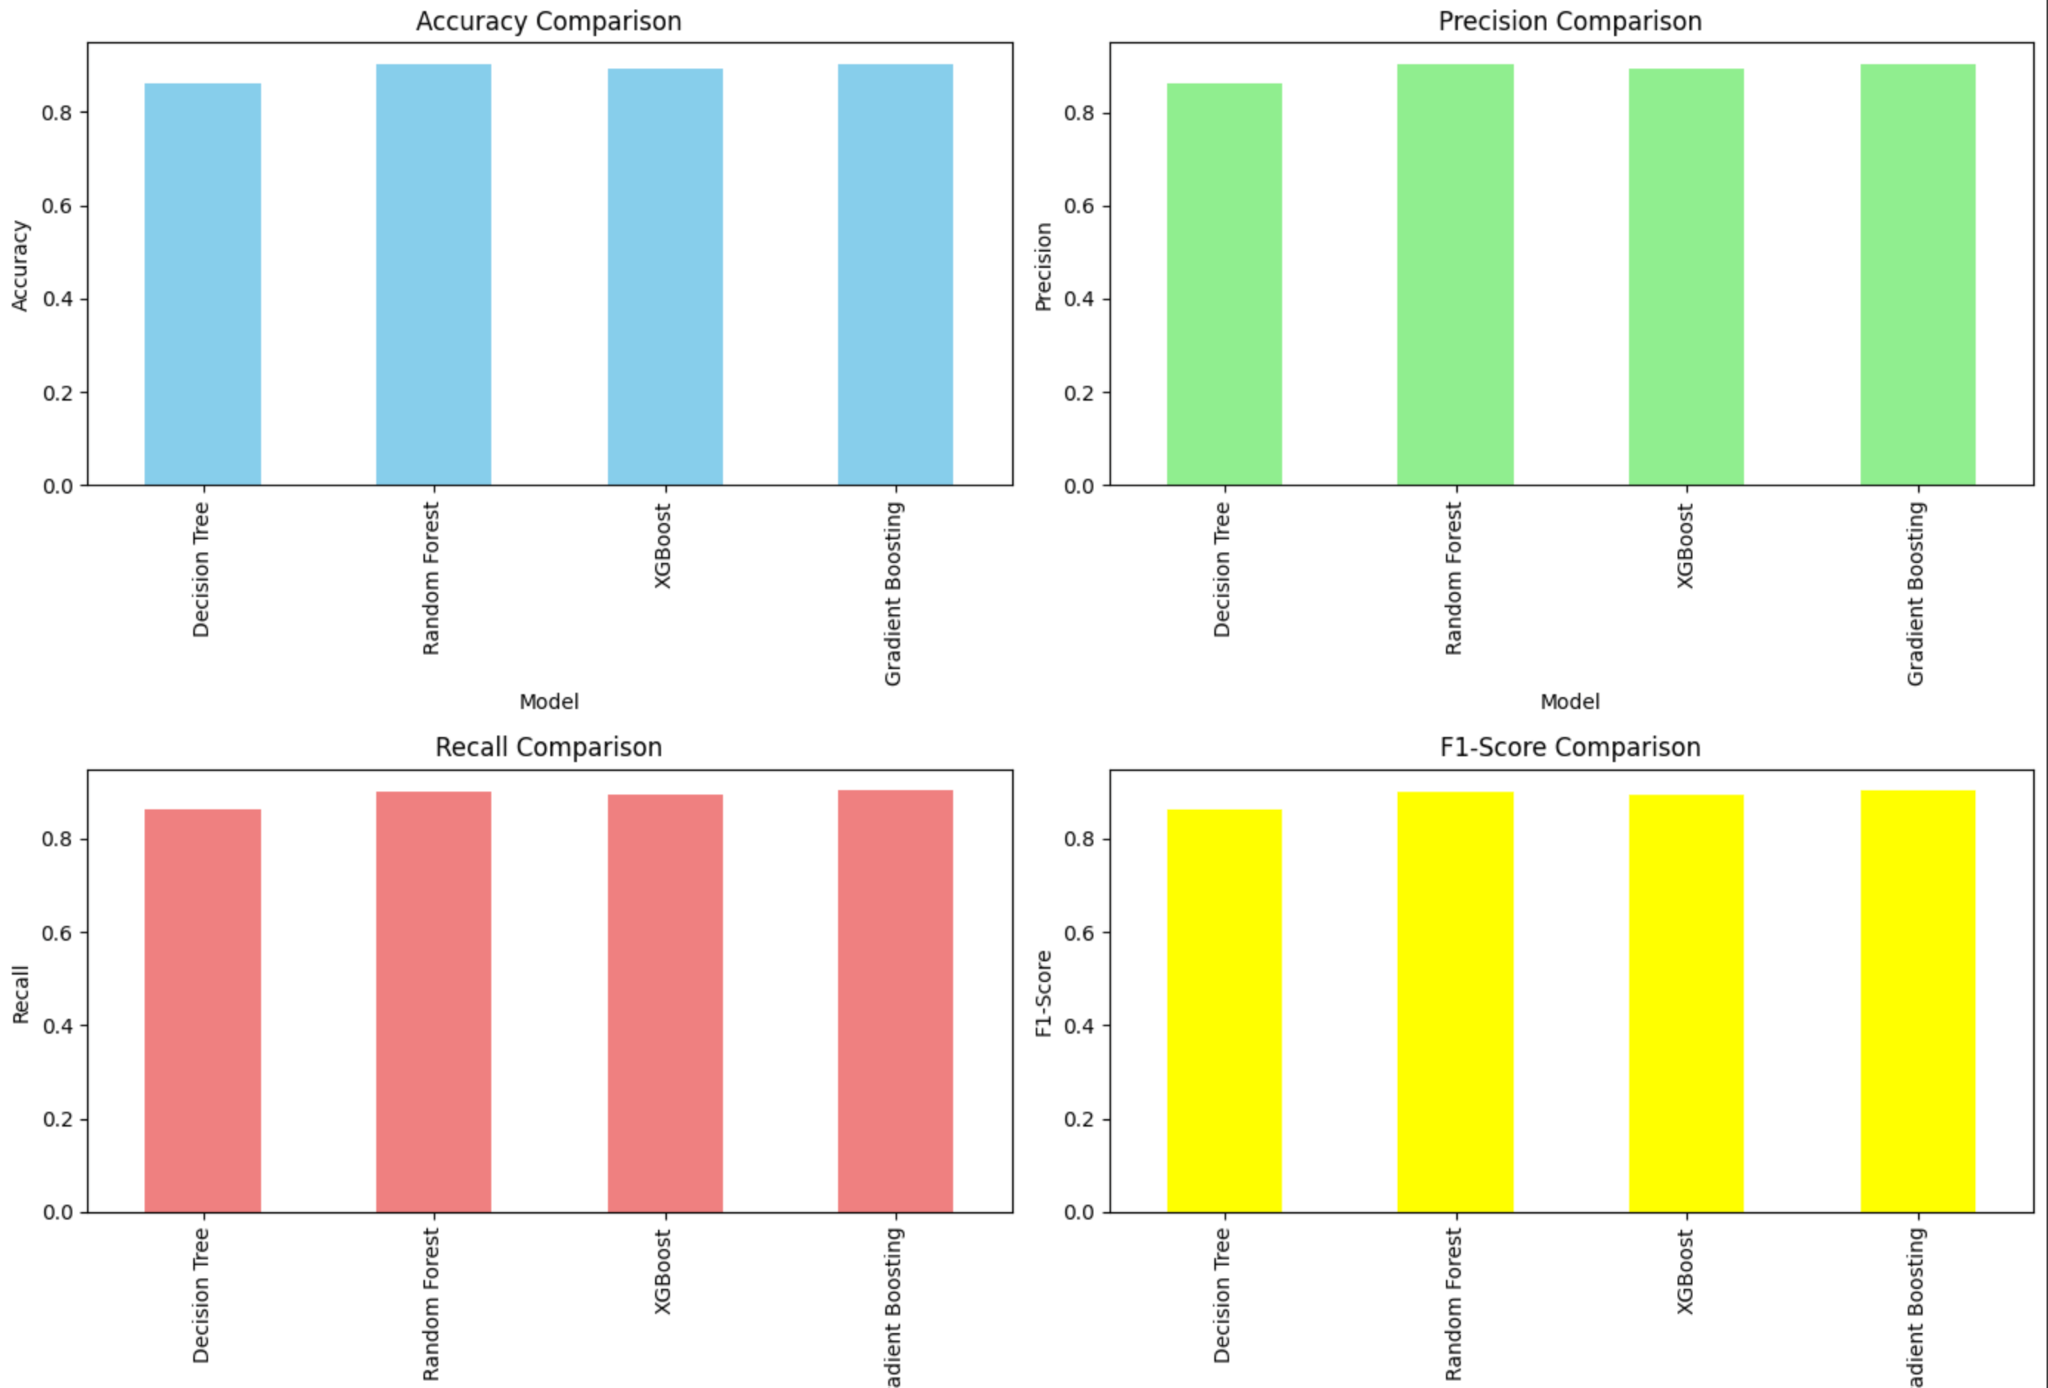 Accuracy Comparison
Accuracy
0.8
0.6
0.4
0.2
0.0
Decision Tree
Random Forest
XGBoost
Gradient Boosting
Model
Precision Comparison
Precision
0.8
0.6
0.4
0.2
0.0
Decision Tree
Random Forest
XGBoost
Gradient Boosting
Model
Recall Comparison
Recall
0.8
0.6
0.4
0.2
0.0
Decision Tree
Random Forest
XGBoost
adient Boosting
F1-Score Comparison
F1-Score
0.8
0.6
0.4
0.2
0.0
Decision Tree
Random Forest
XGBoost
adient Boosting